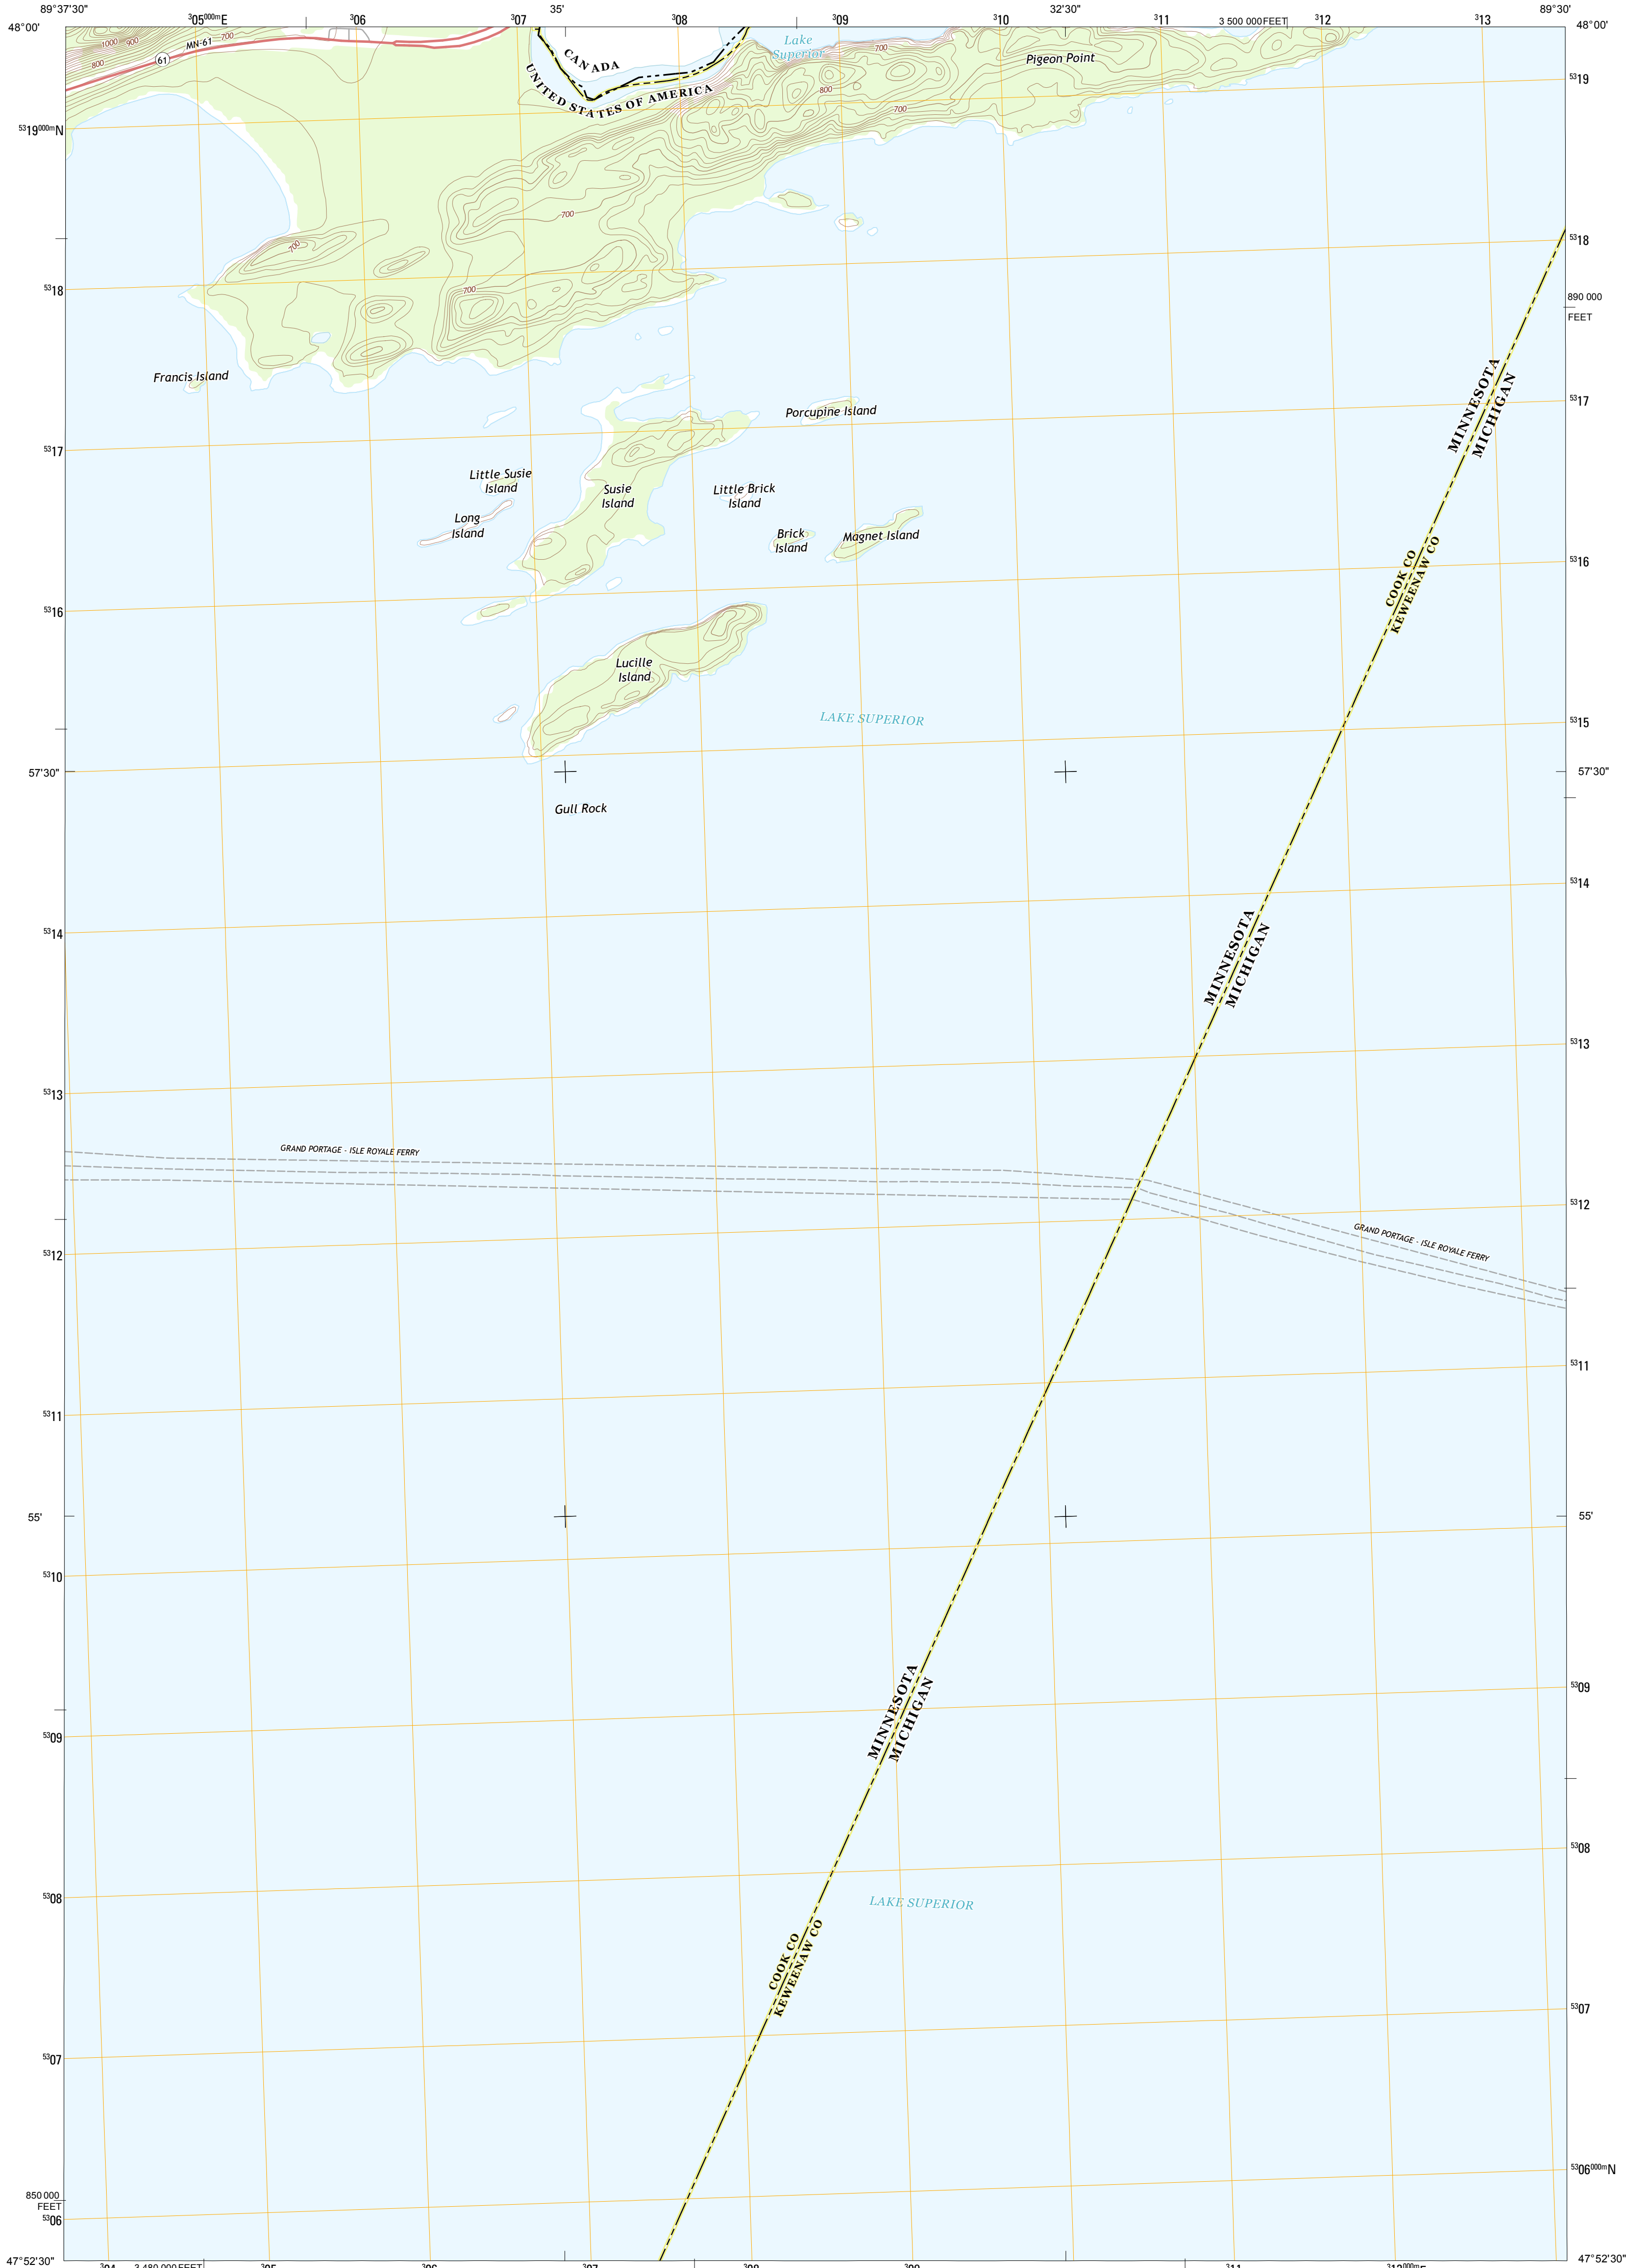 89°37'30"
³05⁰⁰⁰ᵐE
³06
³07
35'
³08
³09
³10
32'30"
³11
3 500 000 FEET
³12
³13
89°30'
48°00'
48°00'
1000
900
800
700
MN-61
61
CANADA
UNITED STATES OF AMERICA
Lake
Superior
700
800
700
Pigeon Point
⁵³19
⁵³19⁰⁰⁰ᵐN
700
700
⁵³18
⁵³18
700
890 000
FEET
Francis Island
Porcupine Island
MINNESOTA
MICHIGAN
⁵³17
⁵³17
Little Susie
Island
Susie
Island
Little Brick
Island
Long
Island
Brick
Island
Magnet Island
COOK CO
KEWEENAW CO
⁵³16
⁵³16
Lucille
Island
LAKE SUPERIOR
⁵³15
57'30"
57'30"
Gull Rock
⁵³14
⁵³14
MINNESOTA
MICHIGAN
⁵³13
⁵³13
GRAND PORTAGE - ISLE ROYALE FERRY
⁵³12
GRAND PORTAGE - ISLE ROYALE FERRY
⁵³12
⁵³11
⁵³11
55'
55'
⁵³10
MINNESOTA
MICHIGAN
⁵³09
⁵³09
⁵³08
⁵³08
LAKE SUPERIOR
COOK CO
KEWEENAW CO
⁵³07
⁵³07
⁵³06⁰⁰⁰ᵐN
850 000
FEET
⁵³06
47°52'30"
47°52'30"